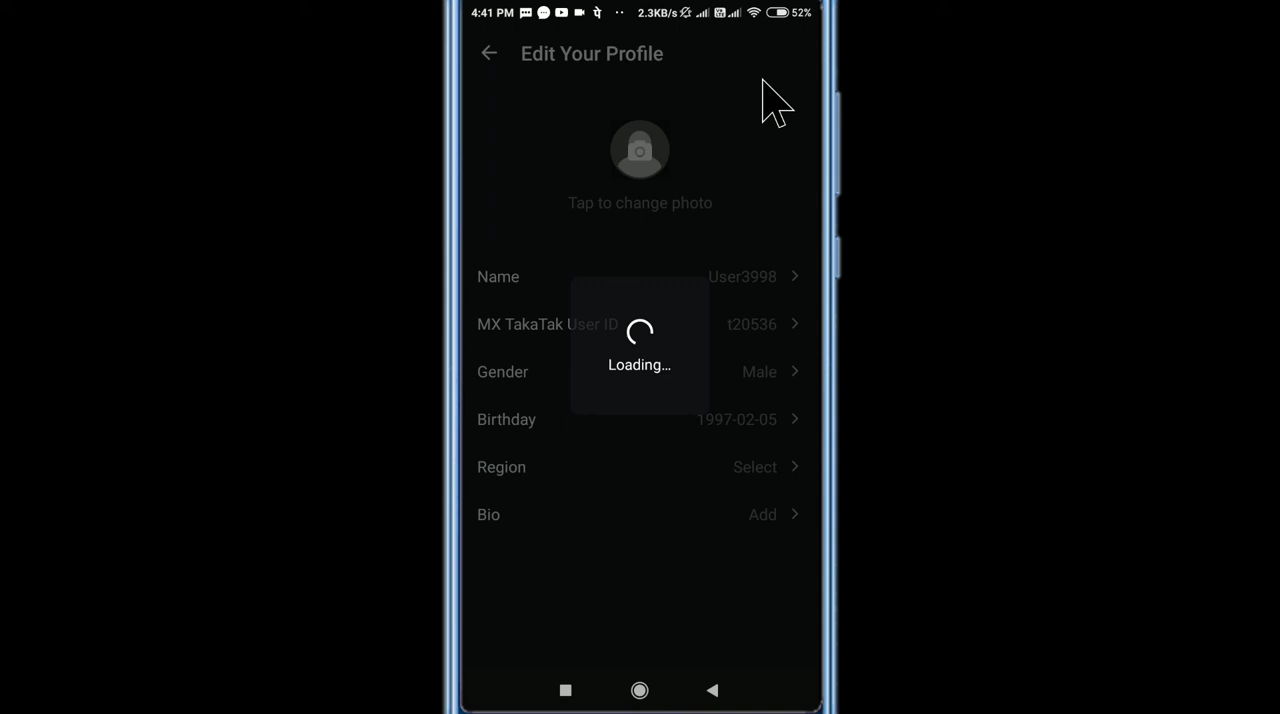 4:41 PM 2.3KB/s 52%
Edit Your Profile
Tap to change photo
Name User3998
MX TakaTak User ID t20536
Loading...
Gender Male
Birthday 1997-02-05
Region Select
Bio Add